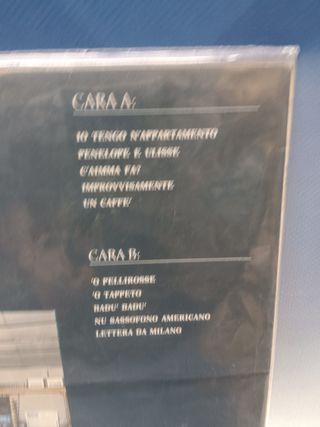 CARA A:
IO TENGO N'APPARTAMENTO
PENELOPE E ULISSE
C'AIMMA FA?
IMPROVVISAMENTE
UN CAFFE'
CARA B:
'O PELLIROSSE
'O TAPPETO
BADU' BADU'
NU SASSOFONO AMERICANO
LETTERA DA MILANO